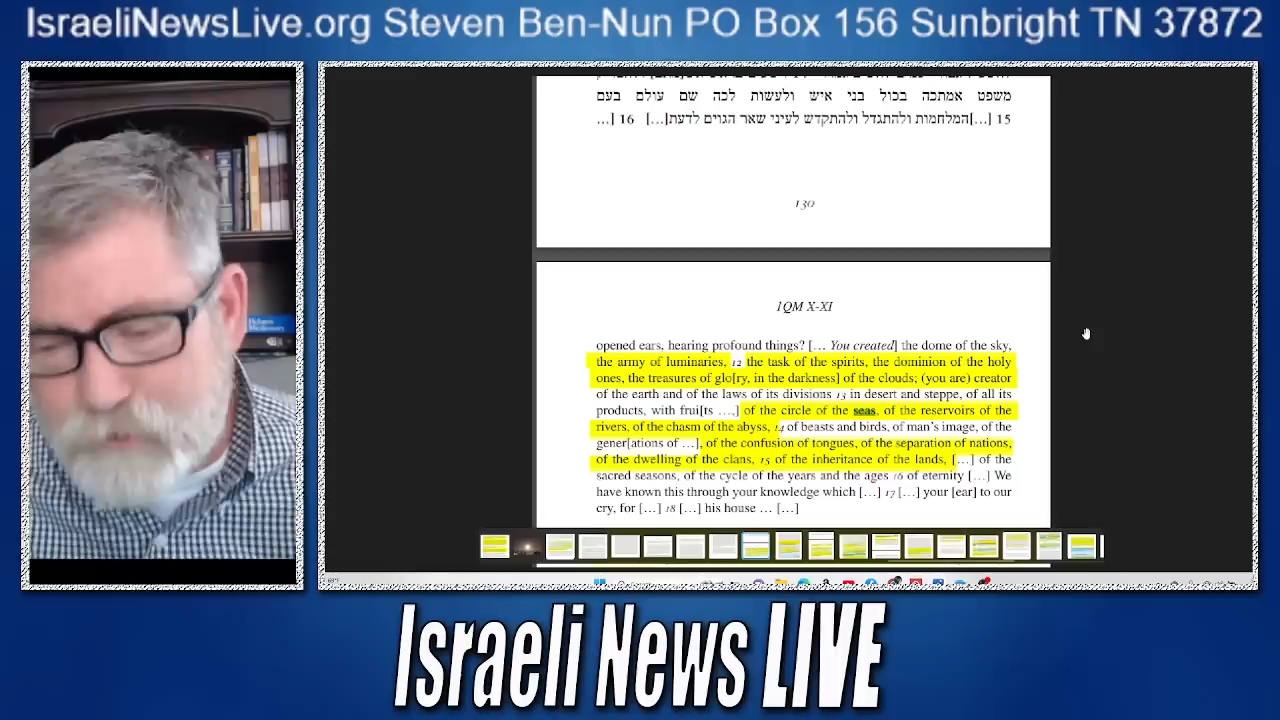 IsraeliNewsLive.org Steven Ben-Nun PO Box 156 Sunbright TN 37872
משפט אמתכה בכול בני איש ולעשות לכה שם עולם בעם
15 [...]המלחמות ולהתגדל ולהתקדש לעיני שאר הגוים לדעת[...] 16 [...
130
1QM X-XI
opened ears, hearing profound things? [... You created] the dome of the sky,
the army of luminaries, 12 the task of the spirits, the dominion of the holy
ones, the treasures of glo[ry, in the darkness] of the clouds; (you are) creator
of the earth and of the laws of its divisions 13 in desert and steppe, of all its
products, with frui[ts ...,] of the circle of the seas, of the reservoirs of the
rivers, of the chasm of the abyss, 14 of beasts and birds, of man's image, of the
gener[ations of ...], of the confusion of tongues, of the separation of nations,
of the dwelling of the clans, 15 of the inheritance of the lands, [...] of the
sacred seasons, of the cycle of the years and the ages 16 of eternity [...] We
have known this through your knowledge which [...] 17 [...] your [ear] to our
cry, for [...] 18 [...] his house ... [...]
Israeli News LIVE